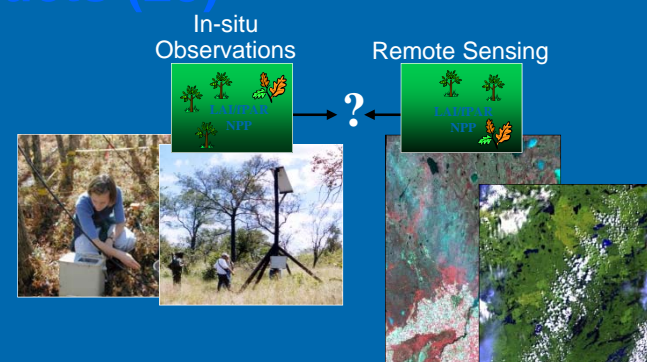 In-situ
Observations
Remote Sensing
LAI/FPAR
NPP
?
LAI/FPAR
NPP